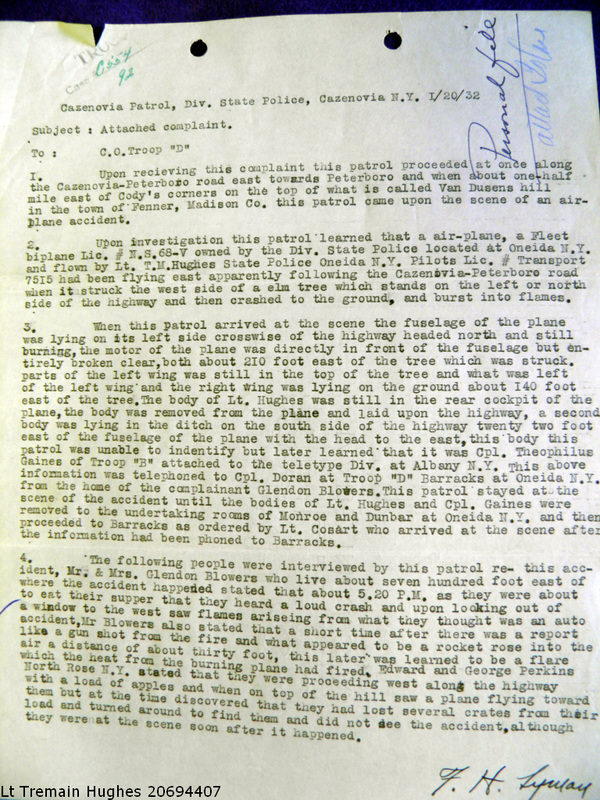 TROO
Case C554
92
Personal file
Cazenovia Patrol, Div. State Police, Cazenovia N.Y. I/20/32
Subject : Attached complaint.
To : C.O.Troop "D"
I. Upon recieving this complaint this patrol proceeded at once along
the Cazenovia-Peterboro road east towards Peterboro and when about one-half
mile east of Cody's corners on the top of what is called Van Dusens hill
in the town of Fenner, Madison Co. this patrol came upon the scene of an air-
plane accident.
2. Upon investigation this patrol learned that a air-plane, a Fleet
biplane Lic. # N.S.68-V owned by the Div. State Police located at Oneida N.Y.
and flown by Lt. T.M.Hughes State Police Oneida N.Y. Pilots Lic. # Transport
75I5 had been flying east apparently following the Cazenovia-Peterboro road
when it struck the west side of a elm tree which stands on the left or north
side of the highway and then crashed to the ground, and burst into flames.
3. When this patrol arrived at the scene the fuselage of the plane
was lying on its left side crosswise of the highway headed north and still
burning,the motor of the plane was directly in front of the fuselage but en-
tirely broken clear,both about 2I0 foot east of the tree which was struck.
parts of the left wing was still in the top of the tree and what was left
of the left wing and the right wing was lying on the ground about I40 foot
east of the tree.The body of Lt. Hughes was still in the rear cockpit of the
plane,the body was removed from the plane and laid upon the highway, a second
body was lying in the ditch on the south side of the highway twenty two foot
east of the fuselage of the plane with the head to the east,this body this
patrol was unable to indentify but later learned that it was Cpl. Theophilus
Gaines of Troop "B" attached to the teletype Div. at Albany N.Y. This above
information was telephoned to Cpl. Doran at Troop "D" Barracks at Oneida N.Y.
from the home of the complainant Glendon Blowers.This patrol stayed at the
scene of the accident until the bodies of Lt. Hughes and Cpl. Gaines were
removed to the undertaking rooms of Monroe and Dunbar at Oneida N.Y. and then
proceeded to Barracks as ordered by Lt. Cosart who arrived at the scene after
the information had been phoned to Barracks.
4. The following people were interviewed by this patrol re- this acc-
ident, Mr. & Mrs. Glendon Blowers who live about seven hundred foot east of
where the accident happened stated that about 5.20 P.M. as they were about
to eat their supper that they heard a loud crash and upon looking out of
a window to the west saw flames ariseing from what they thought was an auto
accident,Mr Blowers also stated that a short time after there was a report
like a gun shot from the fire and what appeared to be a rocket rose into the
air a distance of about thirty foot, this later was learned to be a flare
which the heat from the burning plane had fired. Edward and George Perkins
North Rose N.Y. stated that they were proceeding west along the highway
with a load of apples and when on top of the hill saw a plane flying toward
them but at the time discovered that they had lost several crates from their
load and turned around to find them and did not see the accident,although
they were at the scene soon after it happened.
F. H. Lyman
Lt Tremain Hughes 20694407